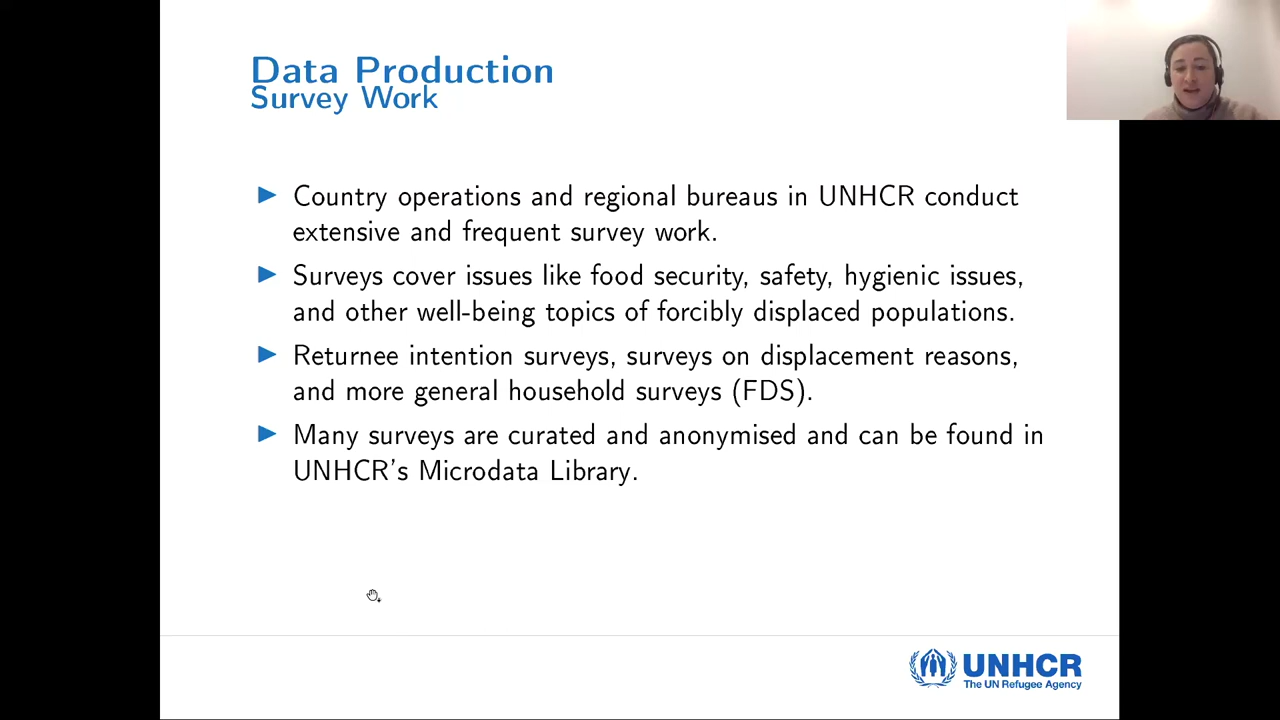 Data Production
Survey Work
Country operations and regional bureaus in UNHCR conduct
extensive and frequent survey work.
Surveys cover issues like food security, safety, hygienic issues,
and other well-being topics of forcibly displaced populations.
Returnee intention surveys, surveys on displacement reasons,
and more general household surveys (FDS).
Many surveys are curated and anonymised and can be found in
UNHCR's Microdata Library.
UNHCR
The UN Refugee Agency